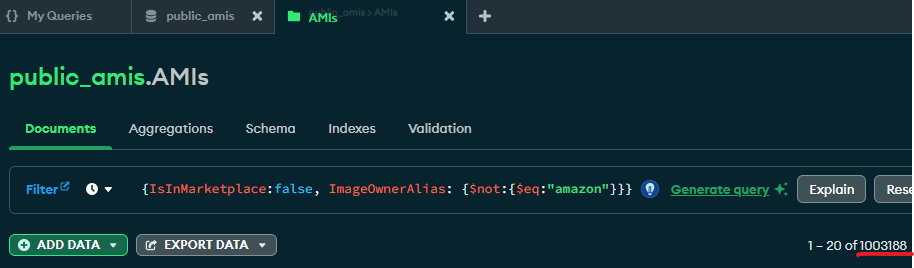 {} My Queries public_amis AMIs public_amis > AMIs
public_amis.AMIs
Documents Aggregations Schema Indexes Validation
Filter {IsInMarketplace:false, ImageOwnerAlias: {$not:{$eq:"amazon"}}} Generate query Explain Rese
ADD DATA EXPORT DATA 1 – 20 of 1003188